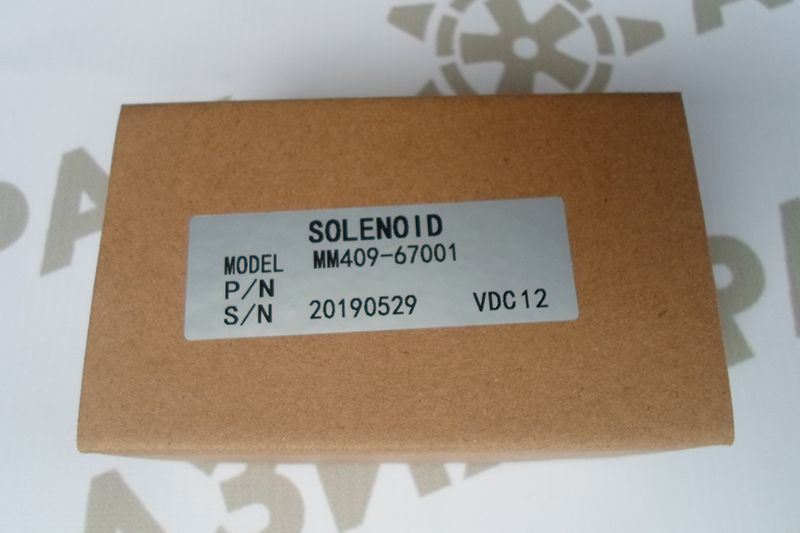 SOLENOID
MODEL MM409-67001
P/N
S/N 20190529 VDC12